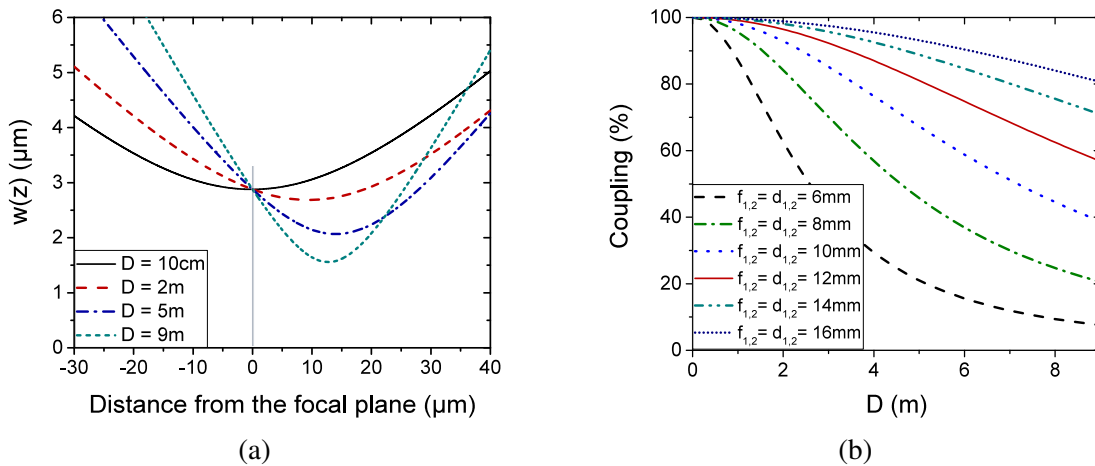 6
5
4
3
2
1
0
w(z) (μm)
D = 10cm
D = 2m
D = 5m
D = 9m
-30 -20 -10 0 10 20 30 40
Distance from the focal plane (μm)
(a)
100
80
60
40
20
0
Coupling (%)
f1,2= d1,2= 6mm
f1,2= d1,2= 8mm
f1,2= d1,2= 10mm
f1,2= d1,2= 12mm
f1,2= d1,2= 14mm
f1,2= d1,2= 16mm
0 2 4 6 8
D (m)
(b)